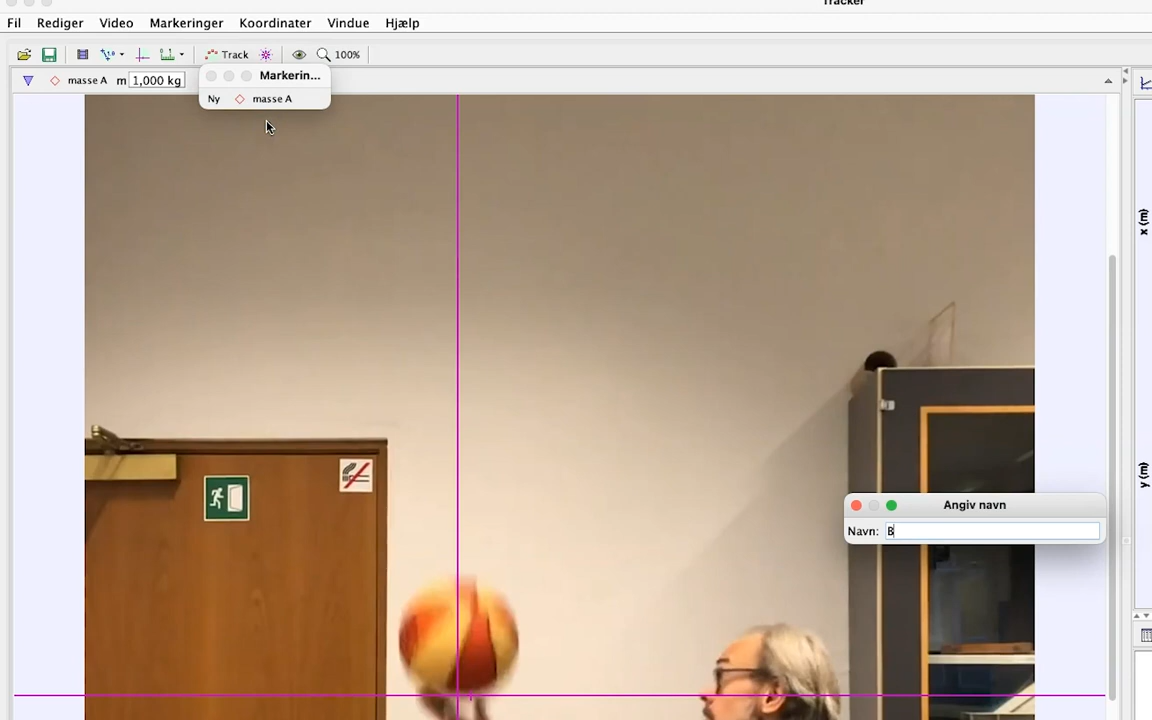 Tracker
Fil Rediger Video Markeringer Koordinater Vindue Hjælp
Track 100%
masse A m 1,000 kg
Markerin...
Ny masse A
x (m)
y (m)
Angiv navn
Navn: B